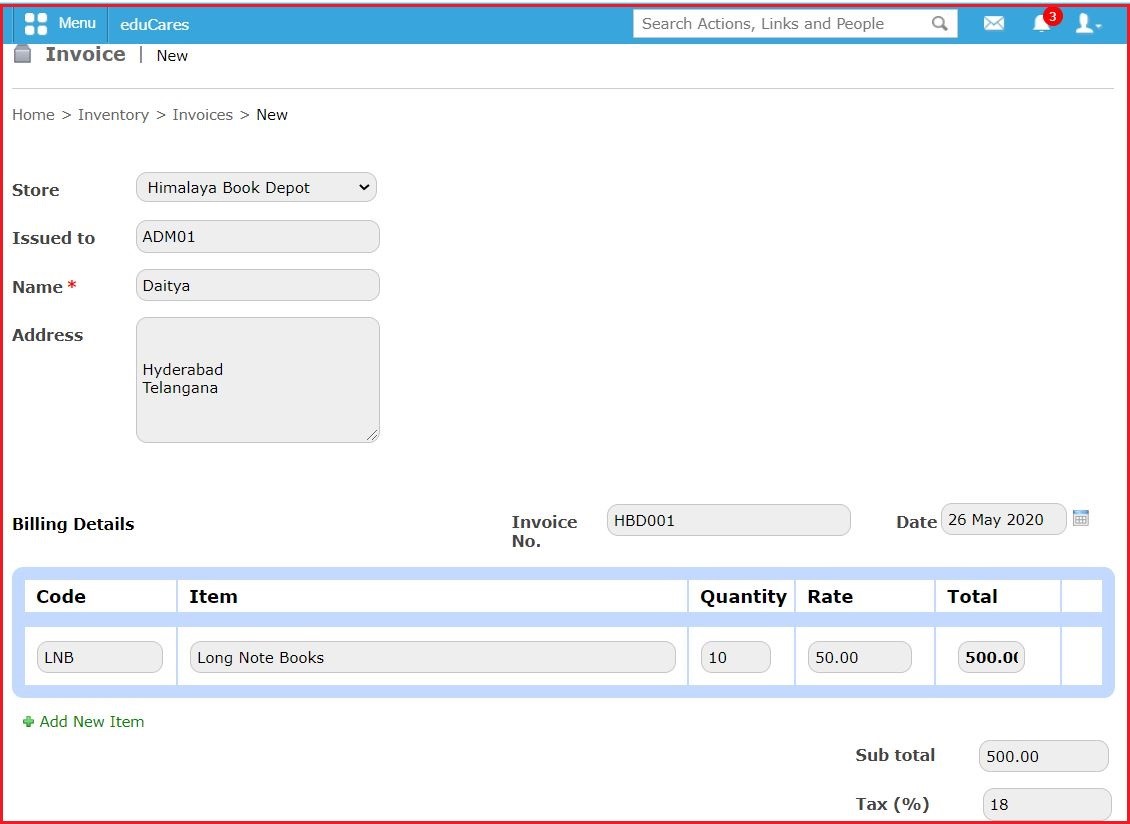 Menu eduCares Search Actions, Links and People 3
Invoice | New
Home > Inventory > Invoices > New
Store Himalaya Book Depot
Issued to ADM01
Name * Daitya
Address
Hyderabad
Telangana
Billing Details Invoice No. HBD001 Date 26 May 2020
Code Item Quantity Rate Total
LNB Long Note Books 10 50.00 500.0
Add New Item
Sub total 500.00
Tax (%) 18